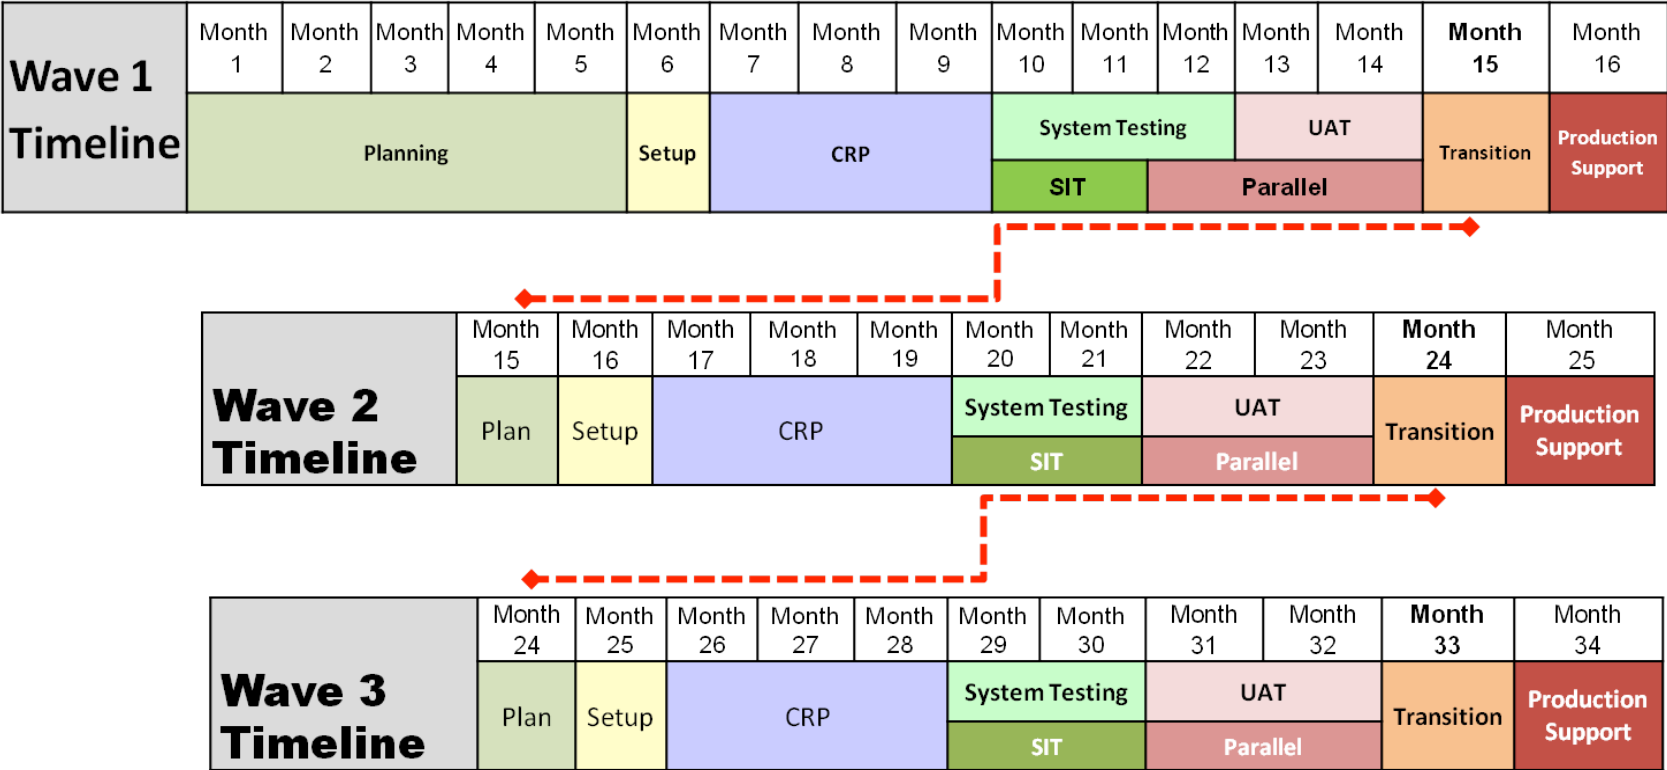 Wave 1
Timeline
Month Month Month Month Month Month Month Month Month Month Month Month Month Month Month Month
1 2 3 4 5 6 7 8 9 10 11 12 13 14 15 16
Planning
Setup
CRP
System Testing
UAT
SIT
Parallel
Transition
Production
Support
Wave 2
Timeline
Month Month Month Month Month Month Month Month Month Month Month
15 16 17 18 19 20 21 22 23 24 25
Plan
Setup
CRP
System Testing
UAT
SIT
Parallel
Transition
Production
Support
Wave 3
Timeline
Month Month Month Month Month Month Month Month Month Month Month
24 25 26 27 28 29 30 31 32 33 34
Plan
Setup
CRP
System Testing
UAT
SIT
Parallel
Transition
Production
Support